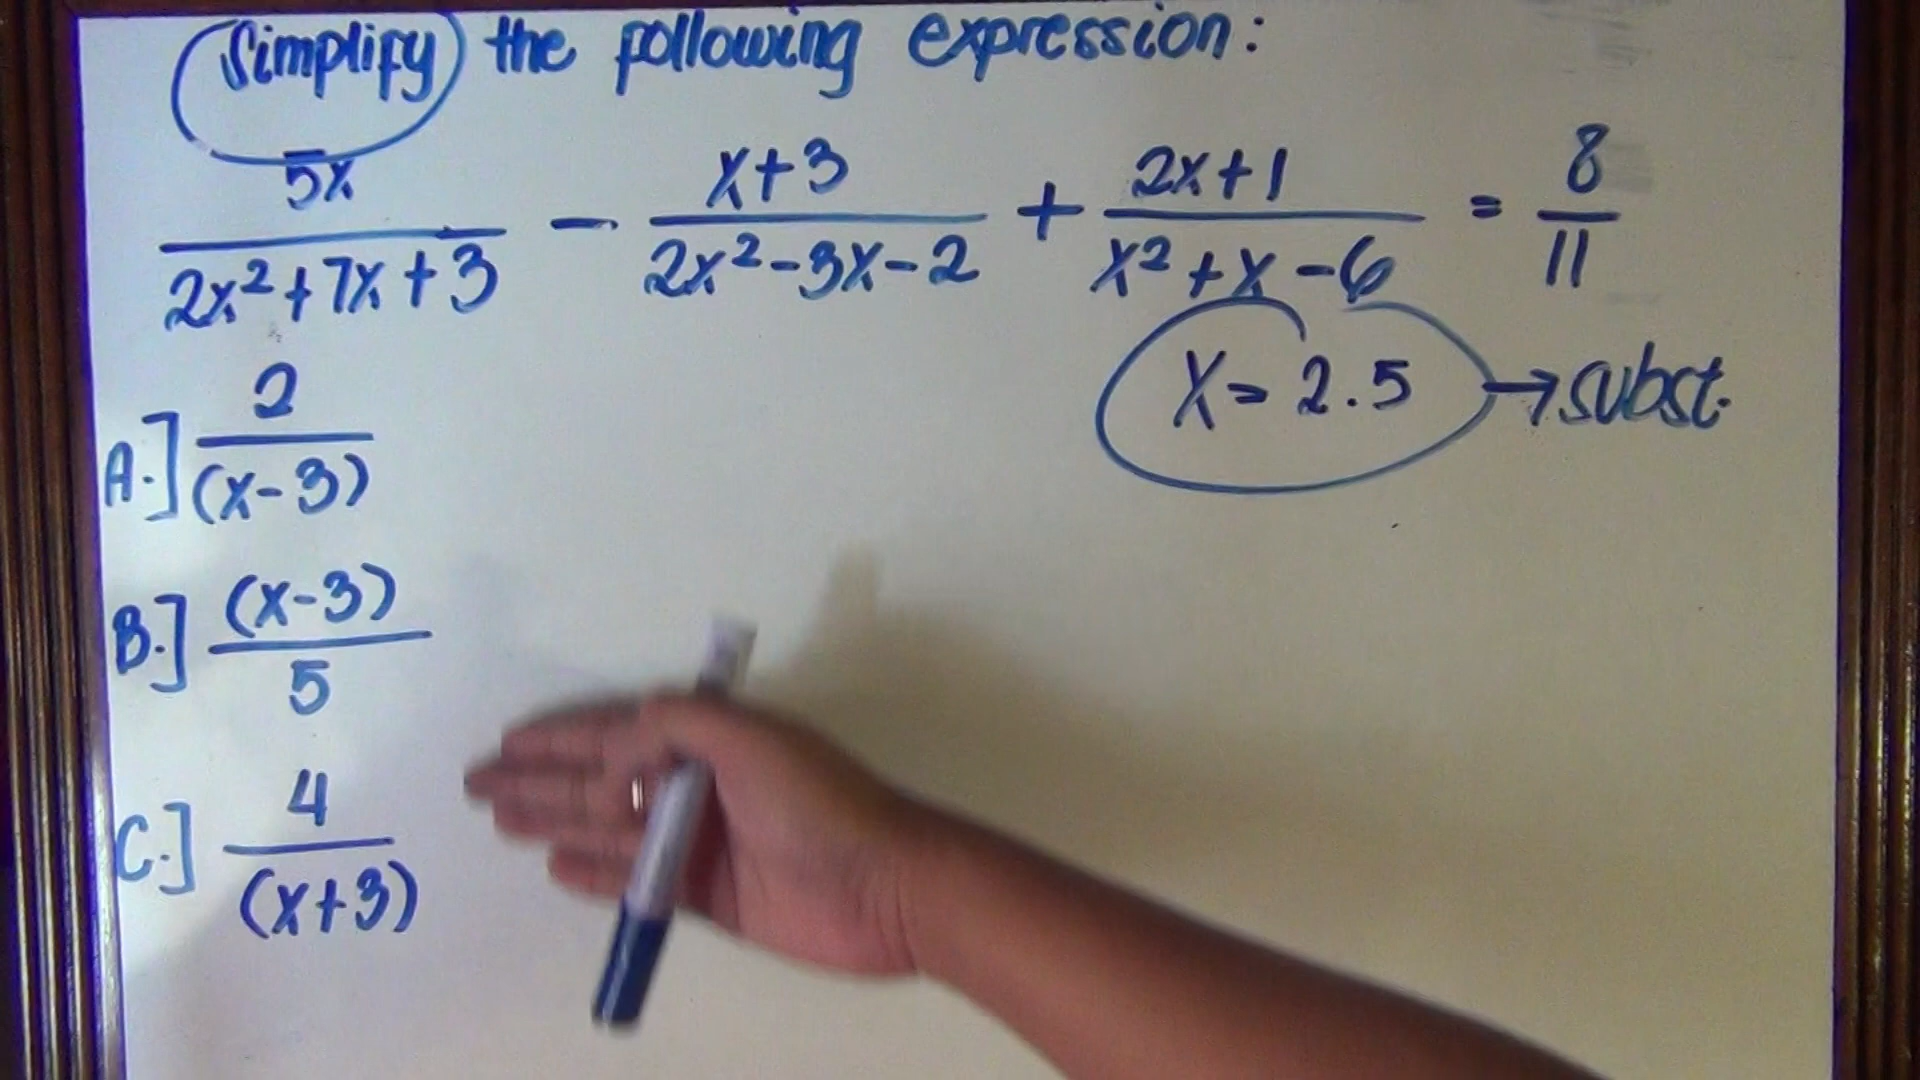 Simplify the following expression:
5x/(2x²+7x+3) - (x+3)/(2x²-3x-2) + (2x+1)/(x²+x-6) = 8/11
x = 2.5 → subst.
A.] 2/(x-3)
B.] (x-3)/5
C.] 4/(x+3)